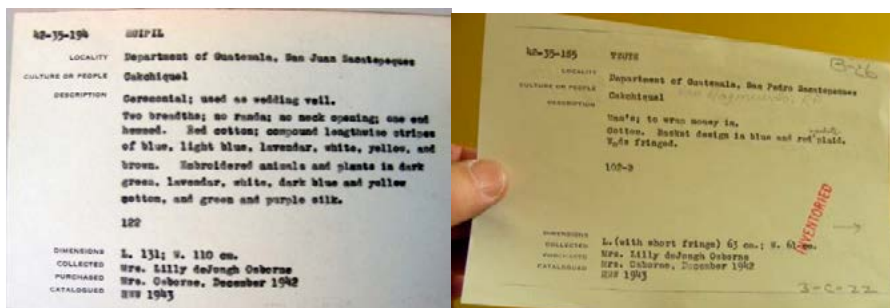 42-35-194 HUIPIL
LOCALITY Department of Guatemala, San Juan Sacatepeques
CULTURE OR PEOPLE Cakchiquel
DESCRIPTION Ceremonial; used as wedding veil.
Two breadths; no randa; no neck opening; one end
hemmed. Red cotton; compound lengthwise stripes
of blue, light blue, lavendar, white, yellow, and
brown. Embroidered animals and plants in dark
green, lavendar, white, dark blue and yellow
cotton, and green and purple silk.
122
DIMENSIONS L. 131; W. 110 cm.
COLLECTED Mrs. Lilly deJongh Osborne
PURCHASED Mrs. Osborne, December 1942
CATALOGUED 1943
42-35-185 TZUTE
B-26
LOCALITY Department of Guatemala, San Pedro Sacatepeques
CULTURE OR PEOPLE Cakchiquel
DESCRIPTION Man's; to wrap money in.
Cotton. Basket design in blue and red plaid.
Ends fringed.
102-2
INVENTORIED
DIMENSIONS L. (with short fringe) 63 cm.; W. 61 cm.
COLLECTED Mrs. Lilly deJongh Osborne
PURCHASED Mrs. Osborne, December 1942
CATALOGUED 1943
3-C-22